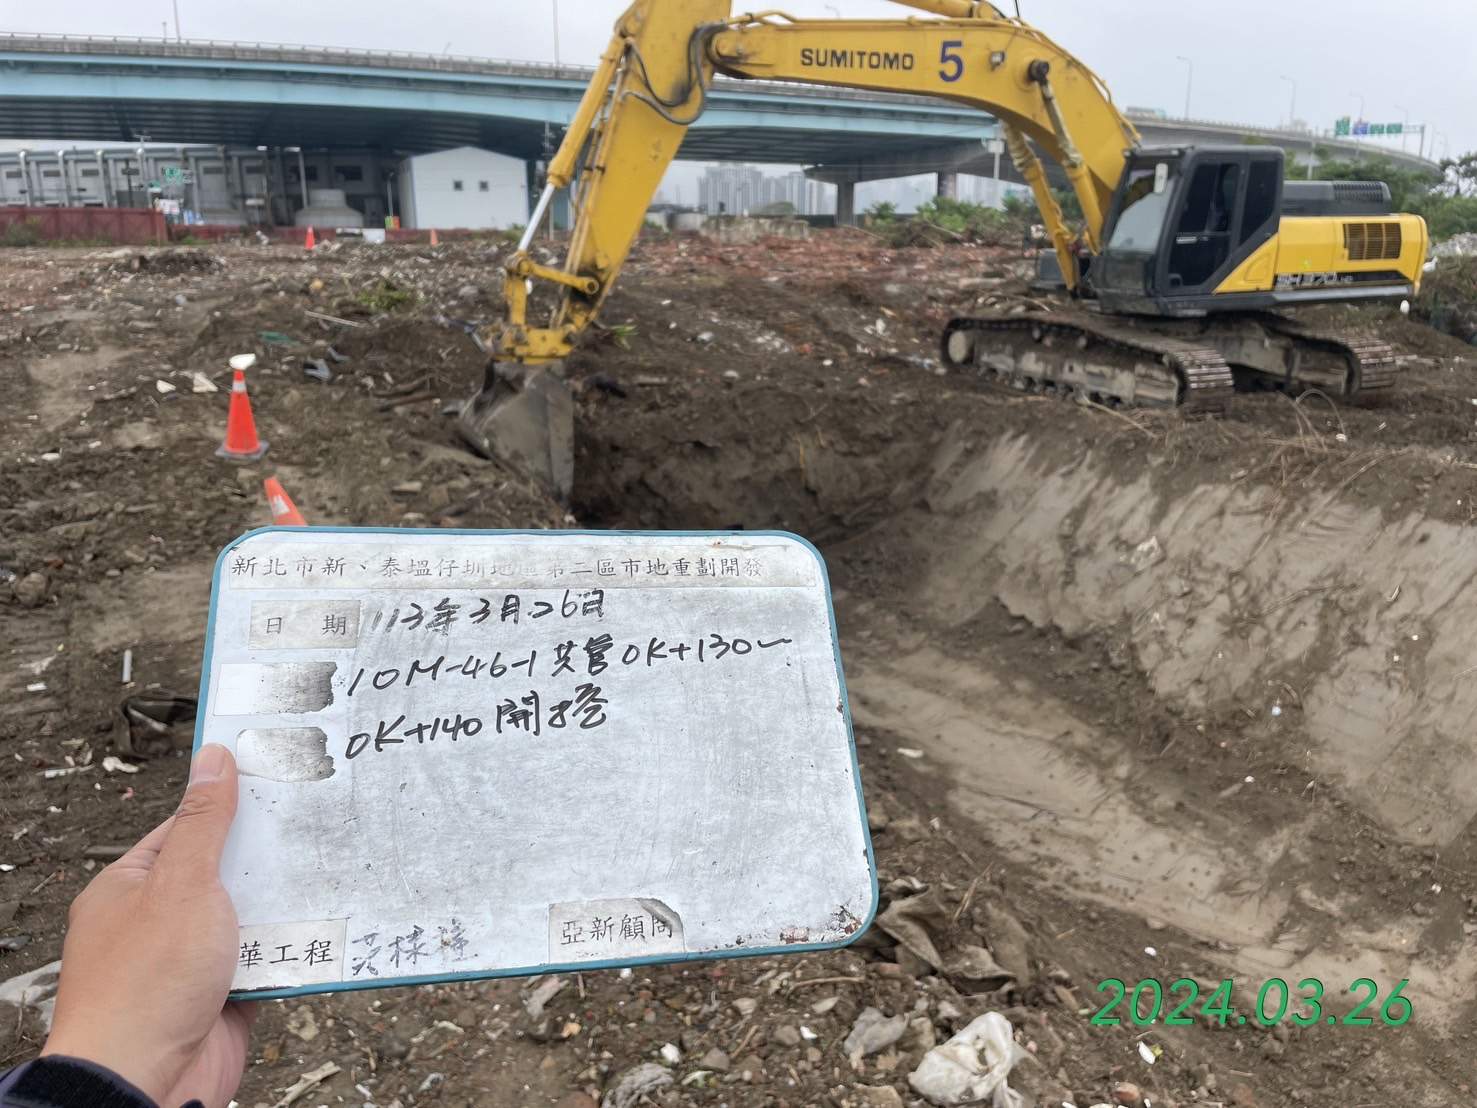 SUMITOMO 5
新北市新、泰塭仔圳地區第二區市地重劃開發
日 期 113年3月26日
10M-46-1 共管 0K+130~
0K+140 開挖
華工程
亞新顧問
2024.03.26